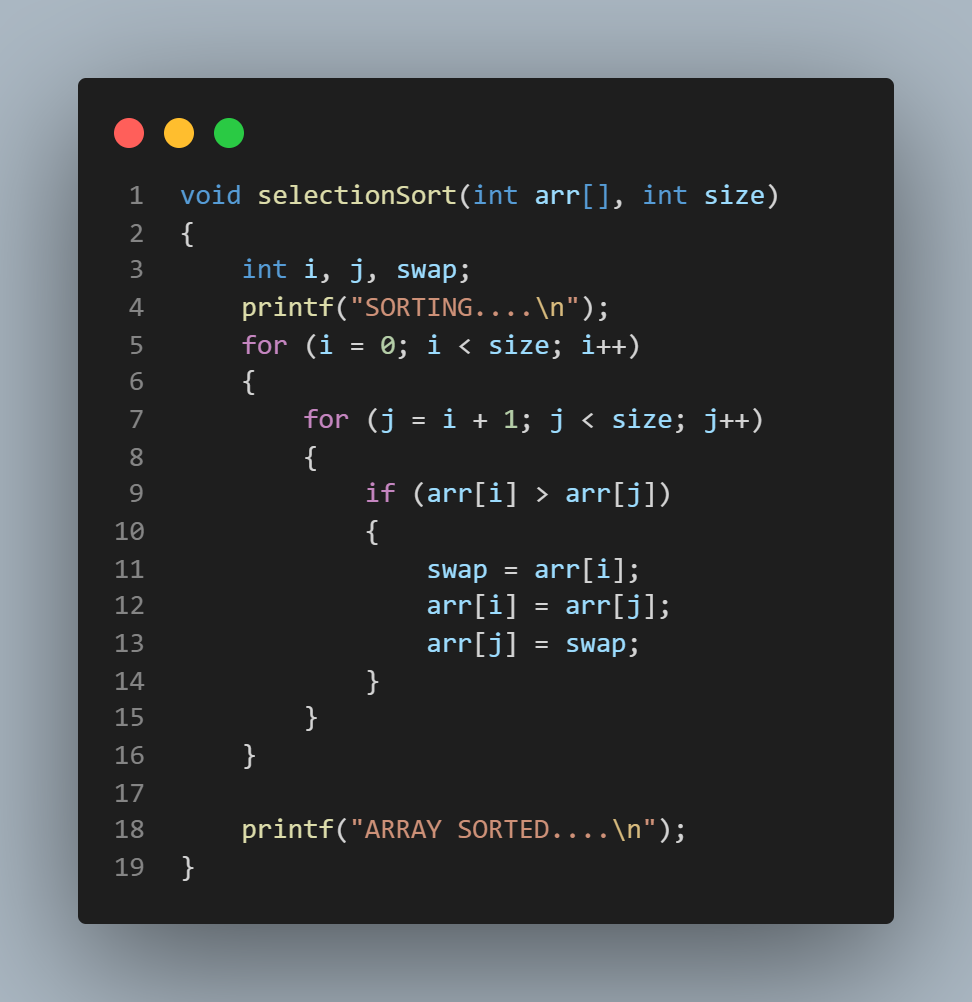 1 void selectionSort(int arr[], int size)
2 {
3     int i, j, swap;
4     printf("SORTING....\n");
5     for (i = 0; i < size; i++)
6     {
7         for (j = i + 1; j < size; j++)
8         {
9             if (arr[i] > arr[j])
10             {
11                 swap = arr[i];
12                 arr[i] = arr[j];
13                 arr[j] = swap;
14             }
15         }
16     }
17
18     printf("ARRAY SORTED....\n");
19 }